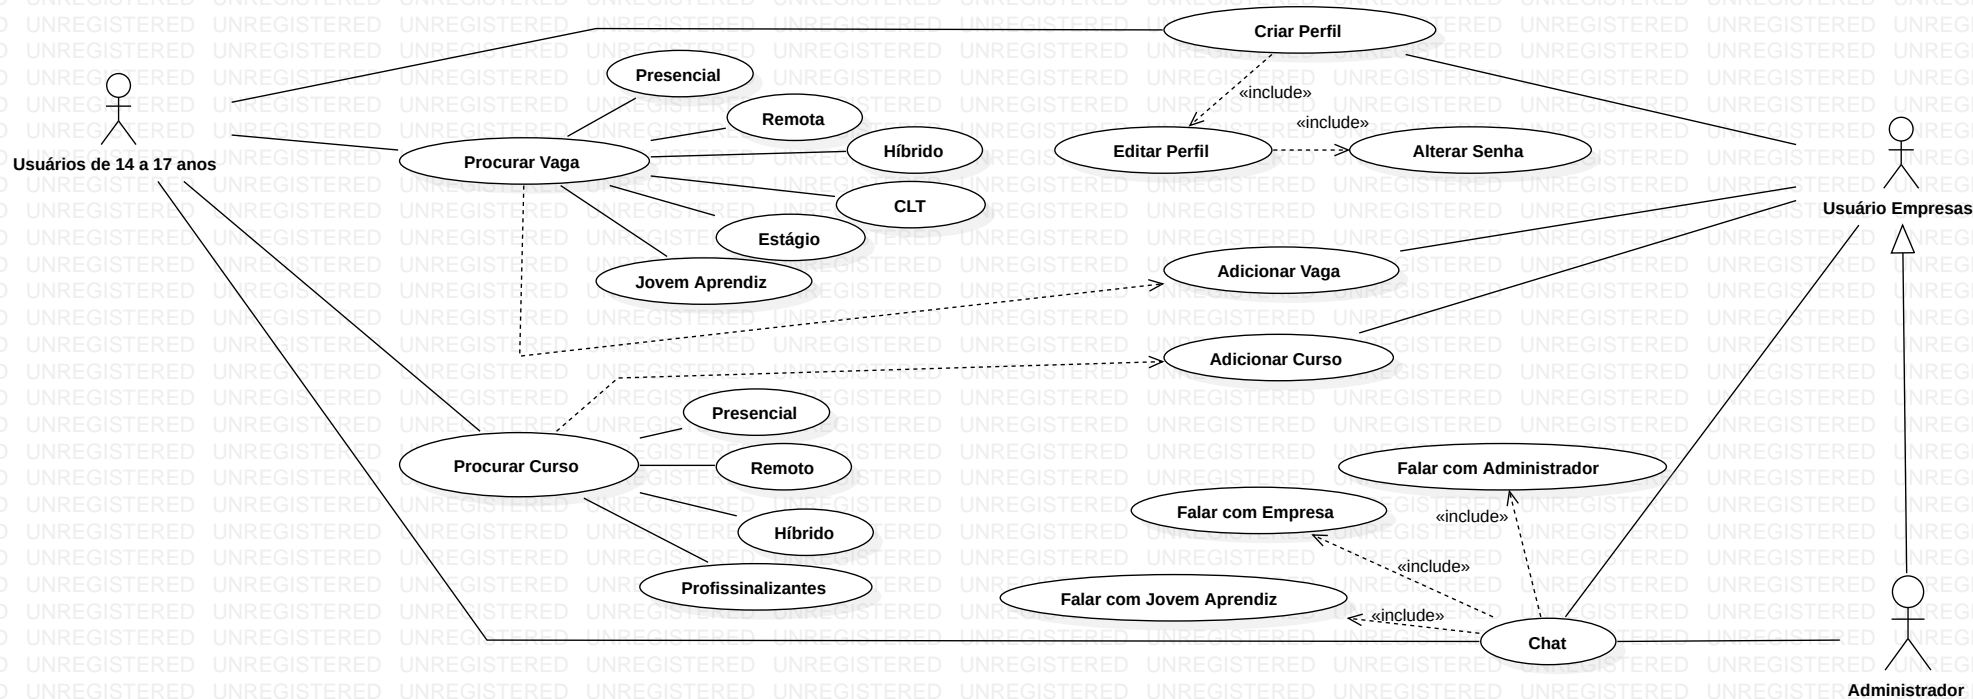 Criar Perfil
Presencial
«include»
Remota
«include»
Híbrido
Editar Perfil
Alterar Senha
Usuários de 14 a 17 anos
Procurar Vaga
CLT
Usuário Empresas
Estágio
Adicionar Vaga
Jovem Aprendiz
Adicionar Curso
Presencial
Procurar Curso
Remoto
Falar com Administrador
Falar com Empresa
«include»
Híbrido
«include»
Profissinalizantes
Falar com Jovem Aprendiz
«include»
Chat
Administrador
UNREGISTERED